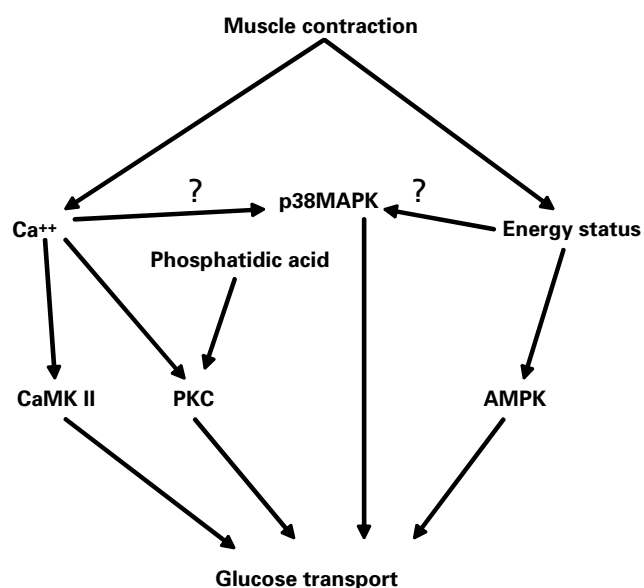 Muscle contraction
?
?
p38MAPK
Ca++
Energy status
Phosphatidic acid
CaMK II
PKC
AMPK
Glucose transport